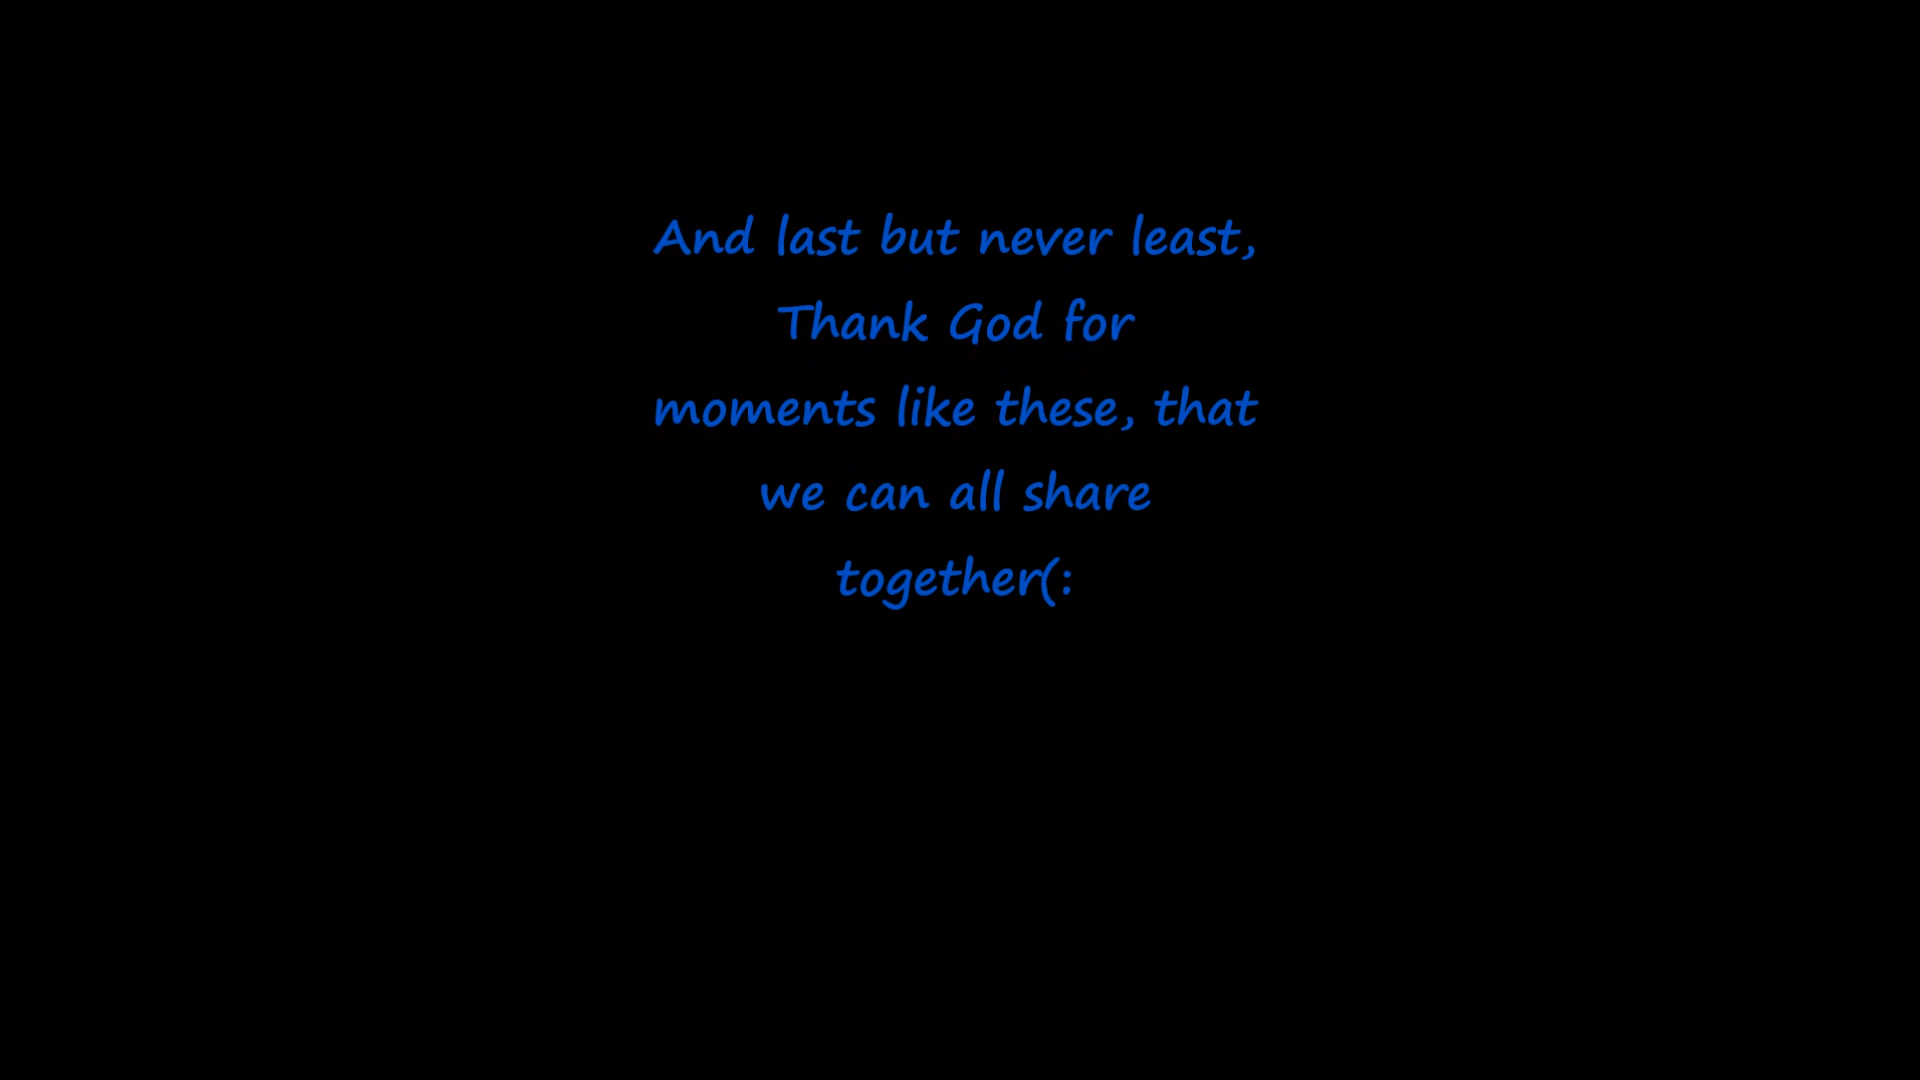 And last but never least,
Thank God for
moments like these, that
we can all share
together(: